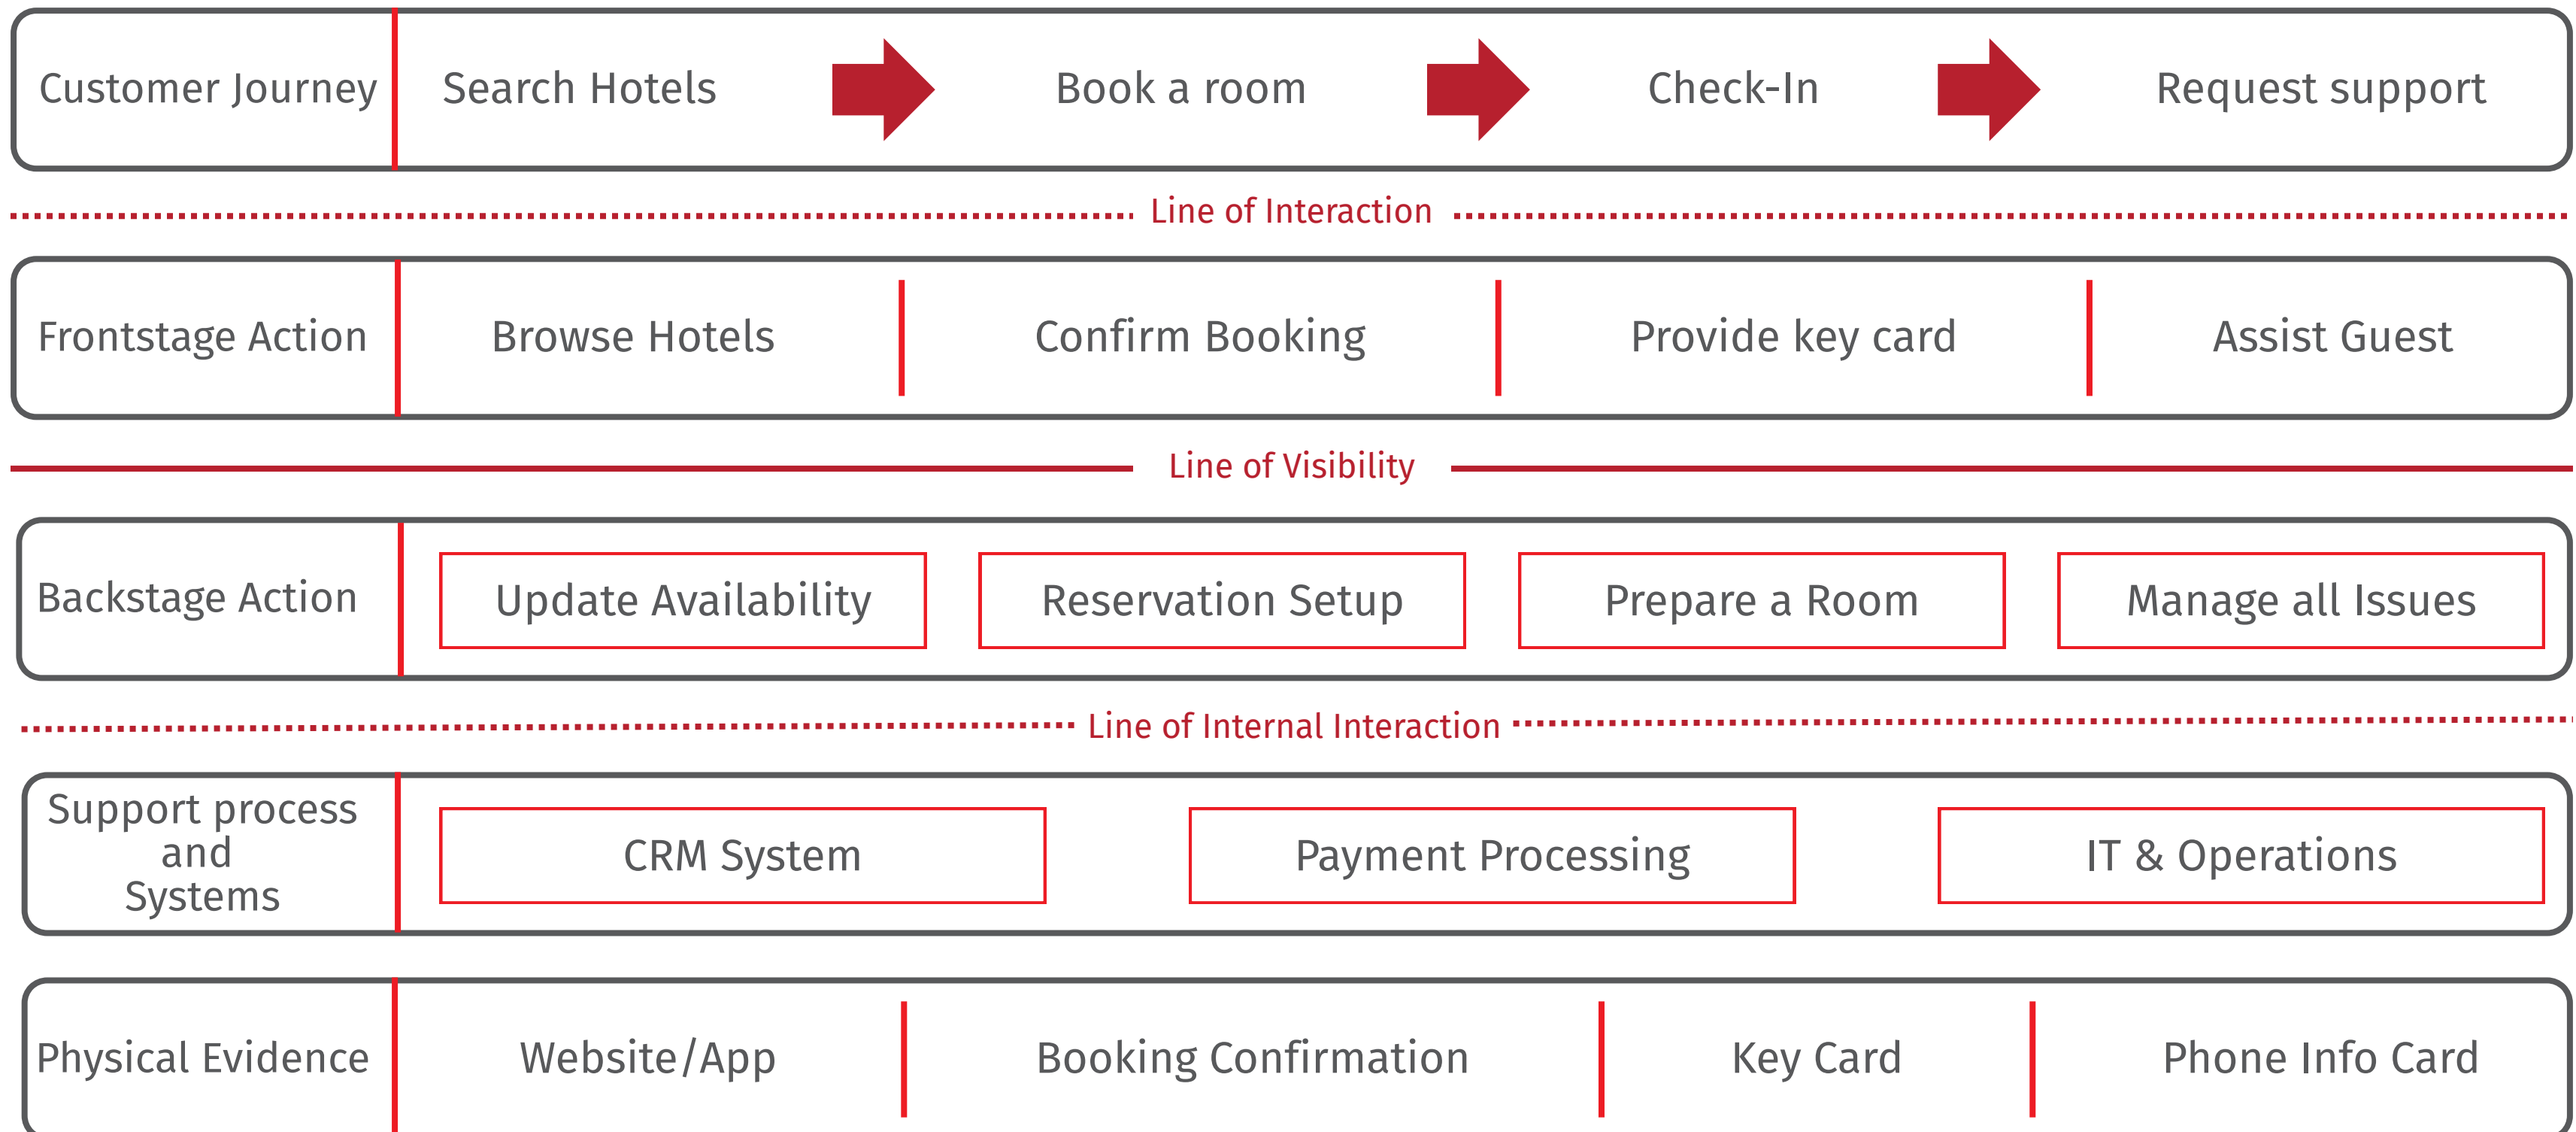 Customer Journey
Search Hotels
Book a room
Check-In
Request support
Line of Interaction
Frontstage Action
Browse Hotels
Confirm Booking
Provide key card
Assist Guest
Line of Visibility
Backstage Action
Update Availability
Reservation Setup
Prepare a Room
Manage all Issues
Line of Internal Interaction
Support process
and
Systems
CRM System
Payment Processing
IT & Operations
Physical Evidence
Website/App
Booking Confirmation
Key Card
Phone Info Card